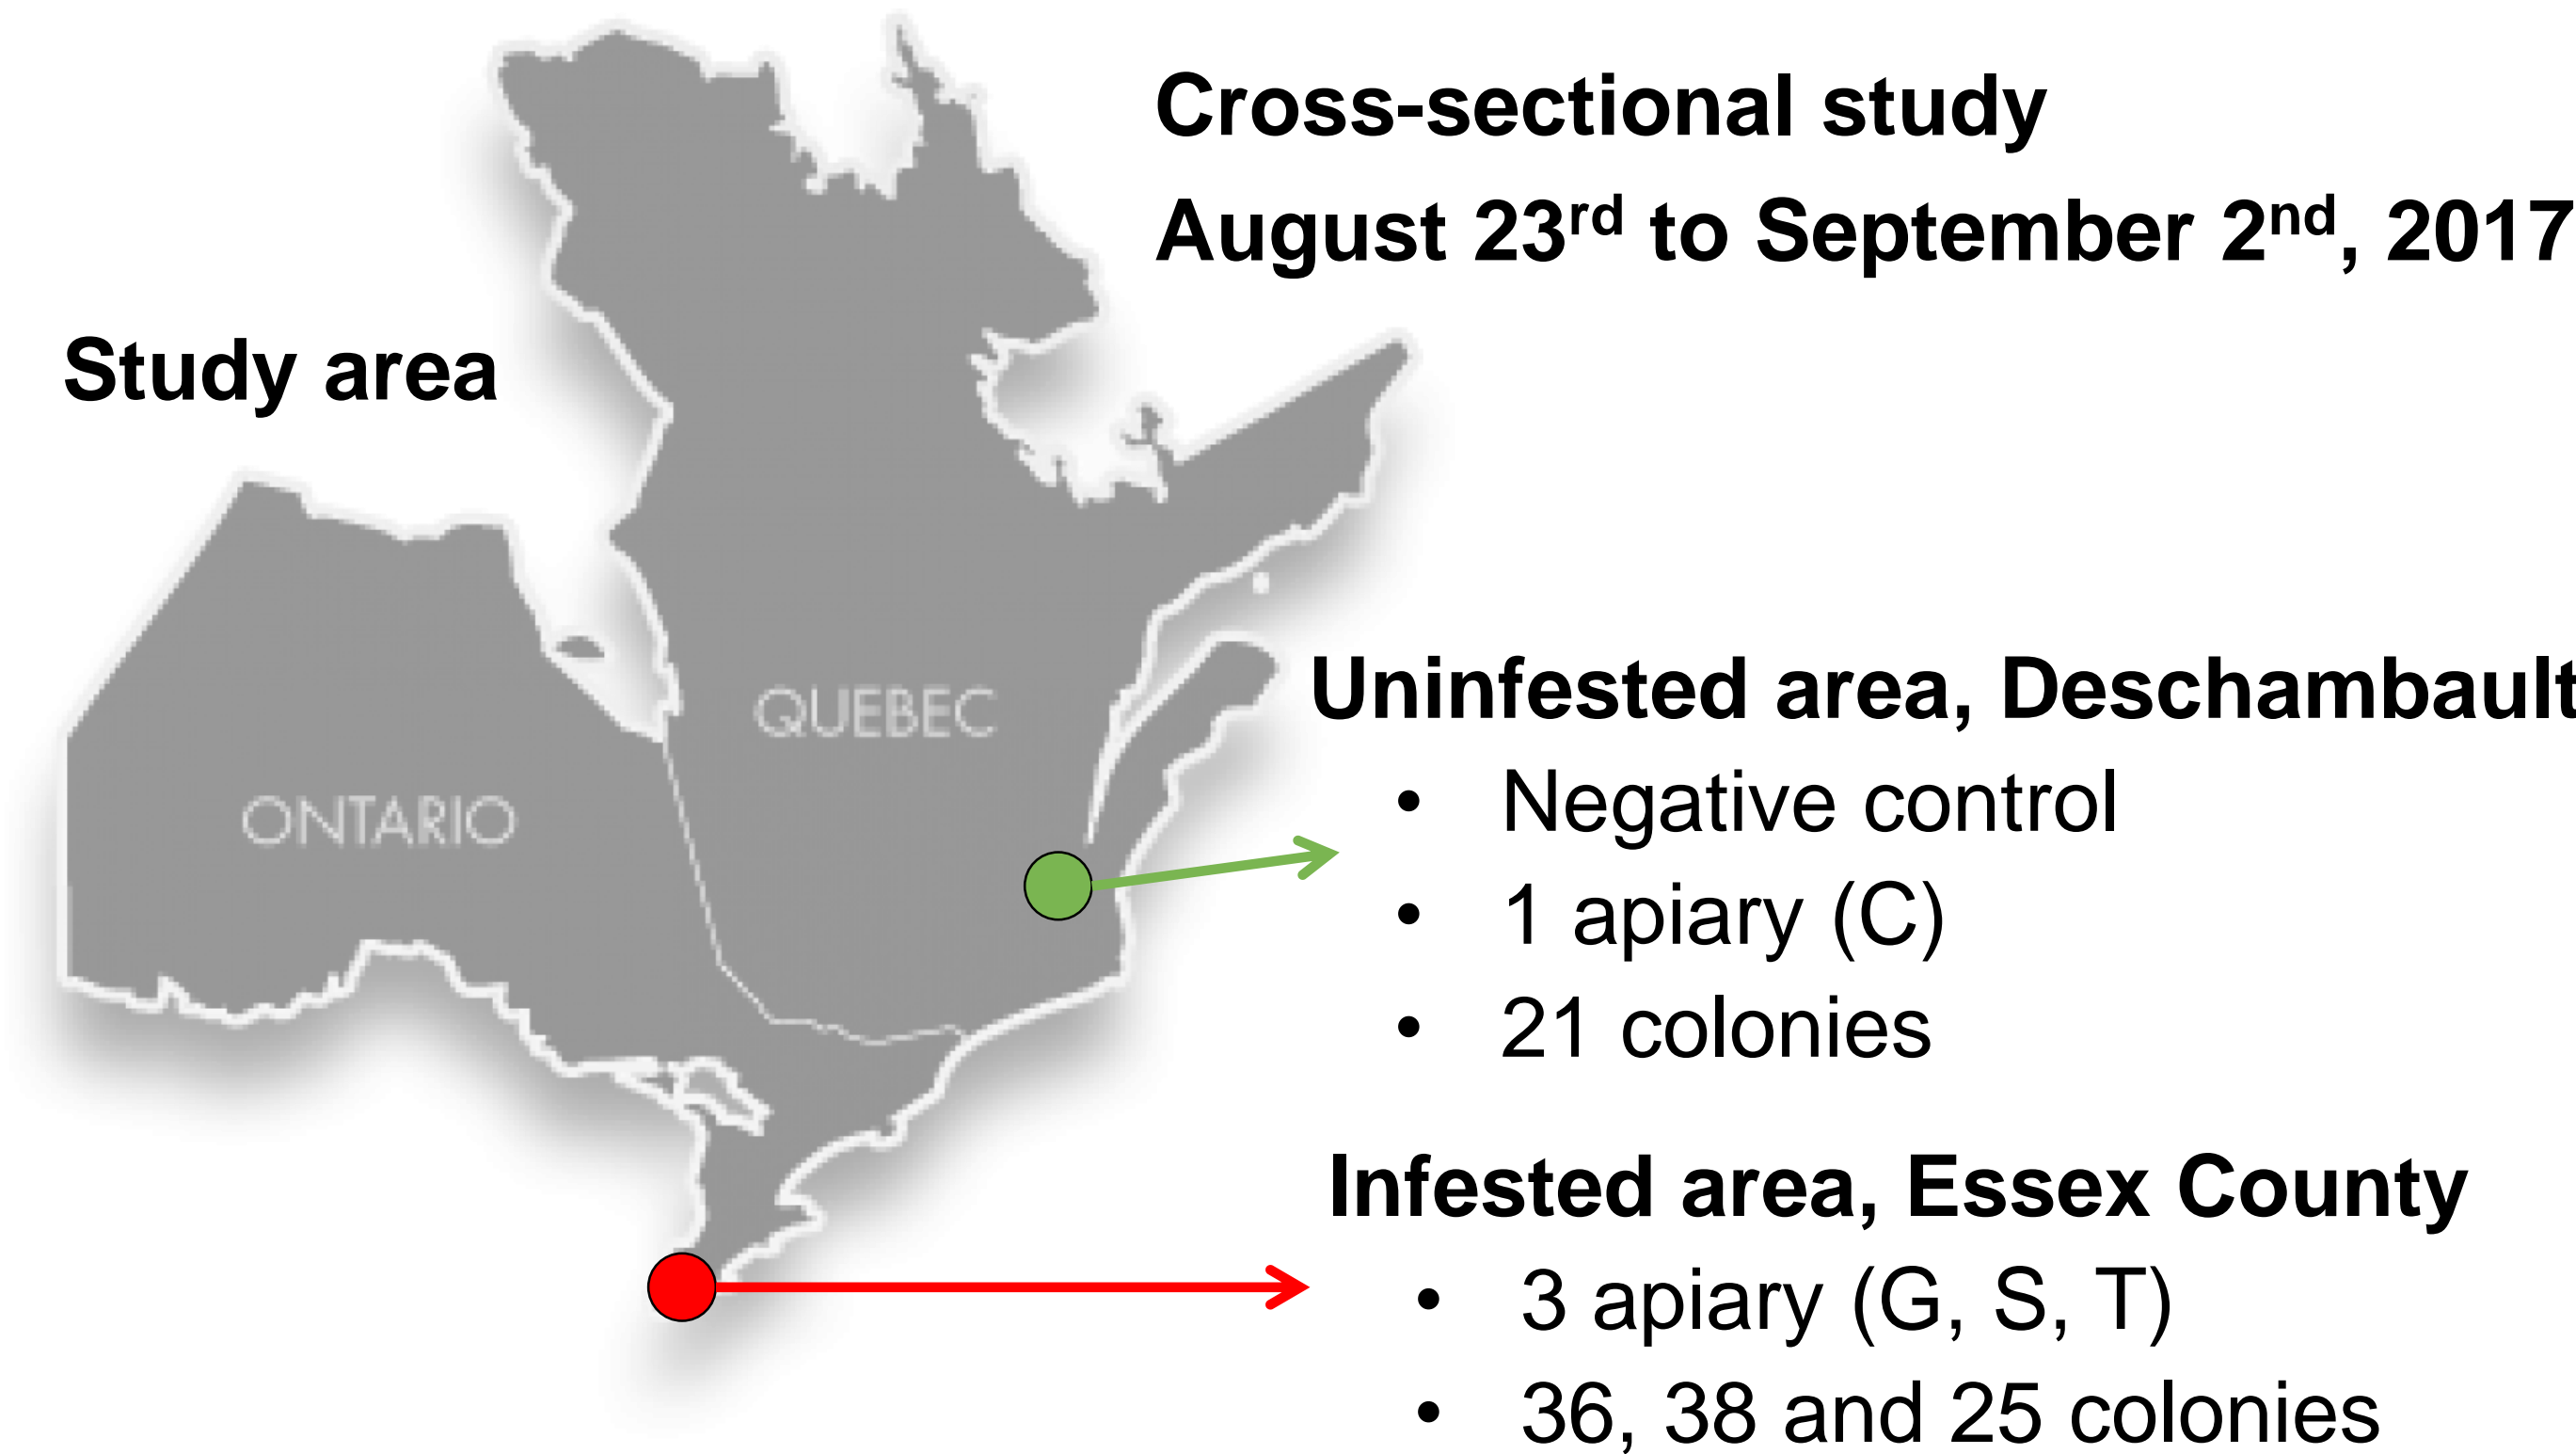 Cross-sectional study
August 23rd to September 2nd, 2017
Study area
QUEBEC
ONTARIO
Uninfested area, Deschambault
• Negative control
• 1 apiary (C)
• 21 colonies
Infested area, Essex County
• 3 apiary (G, S, T)
• 36, 38 and 25 colonies